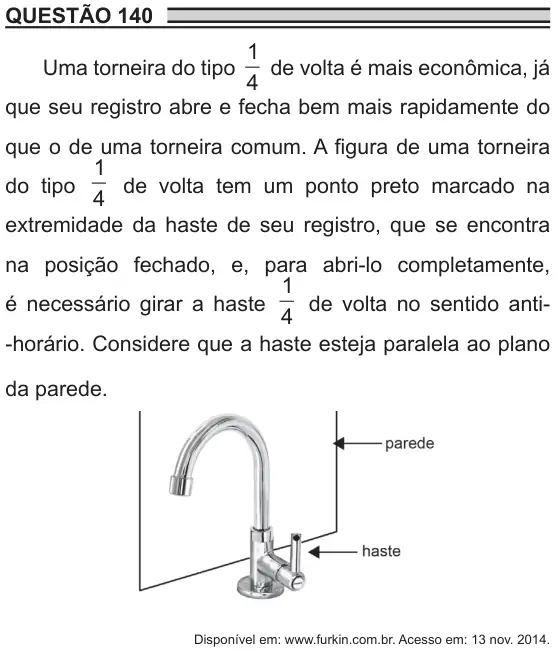 QUESTÃO 140
Uma torneira do tipo 1/4 de volta é mais econômica, já
que seu registro abre e fecha bem mais rapidamente do
que o de uma torneira comum. A figura de uma torneira
do tipo 1/4 de volta tem um ponto preto marcado na
extremidade da haste de seu registro, que se encontra
na posição fechado, e, para abri-lo completamente,
é necessário girar a haste 1/4 de volta no sentido anti-
-horário. Considere que a haste esteja paralela ao plano
da parede.
parede
haste
Disponível em: www.furkin.com.br. Acesso em: 13 nov. 2014.